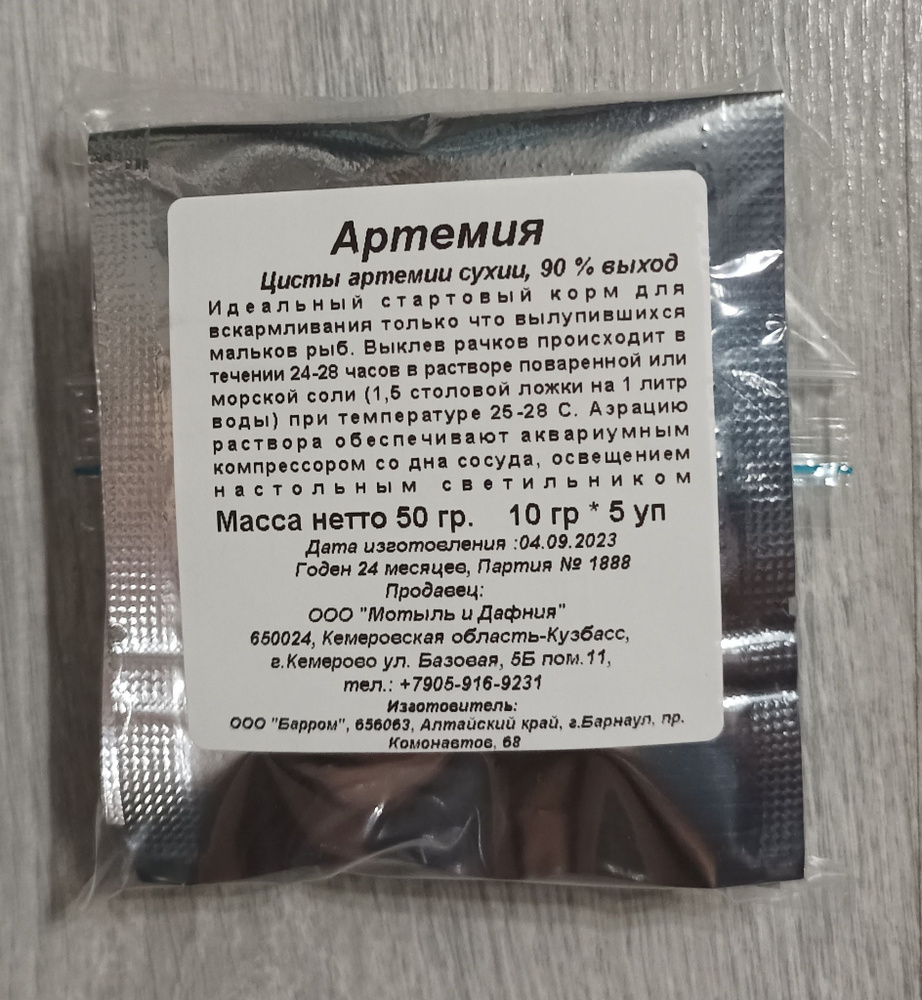 Артемия
Цисты артемии сухии, 90 % выход
Идеальный стартовый корм для
вскармливания только что вылупившихся
мальков рыб. Выклев рачков происходит в
течении 24-28 часов в растворе поваренной или
морской соли (1,5 столовой ложки на 1 литр
воды) при температуре 25-28 С. Аэрацию
раствора обеспечивают аквариумным
компрессором со дна сосуда, освещением
настольным светильником
Масса нетто 50 гр. 10 гр * 5 уп
Дата изготовления :04.09.2023
Годен 24 месяцев, Партия № 1888
Продавец:
ООО "Мотыль и Дафния"
650024, Кемеровская область-Кузбасс,
г.Кемерово ул. Базовая, 5Б пом.11,
тел.: +7905-916-9231
Изготовитель:
ООО "Барром", 656063, Алтайский край, г.Барнаул, пр.
Комонавтов, 68